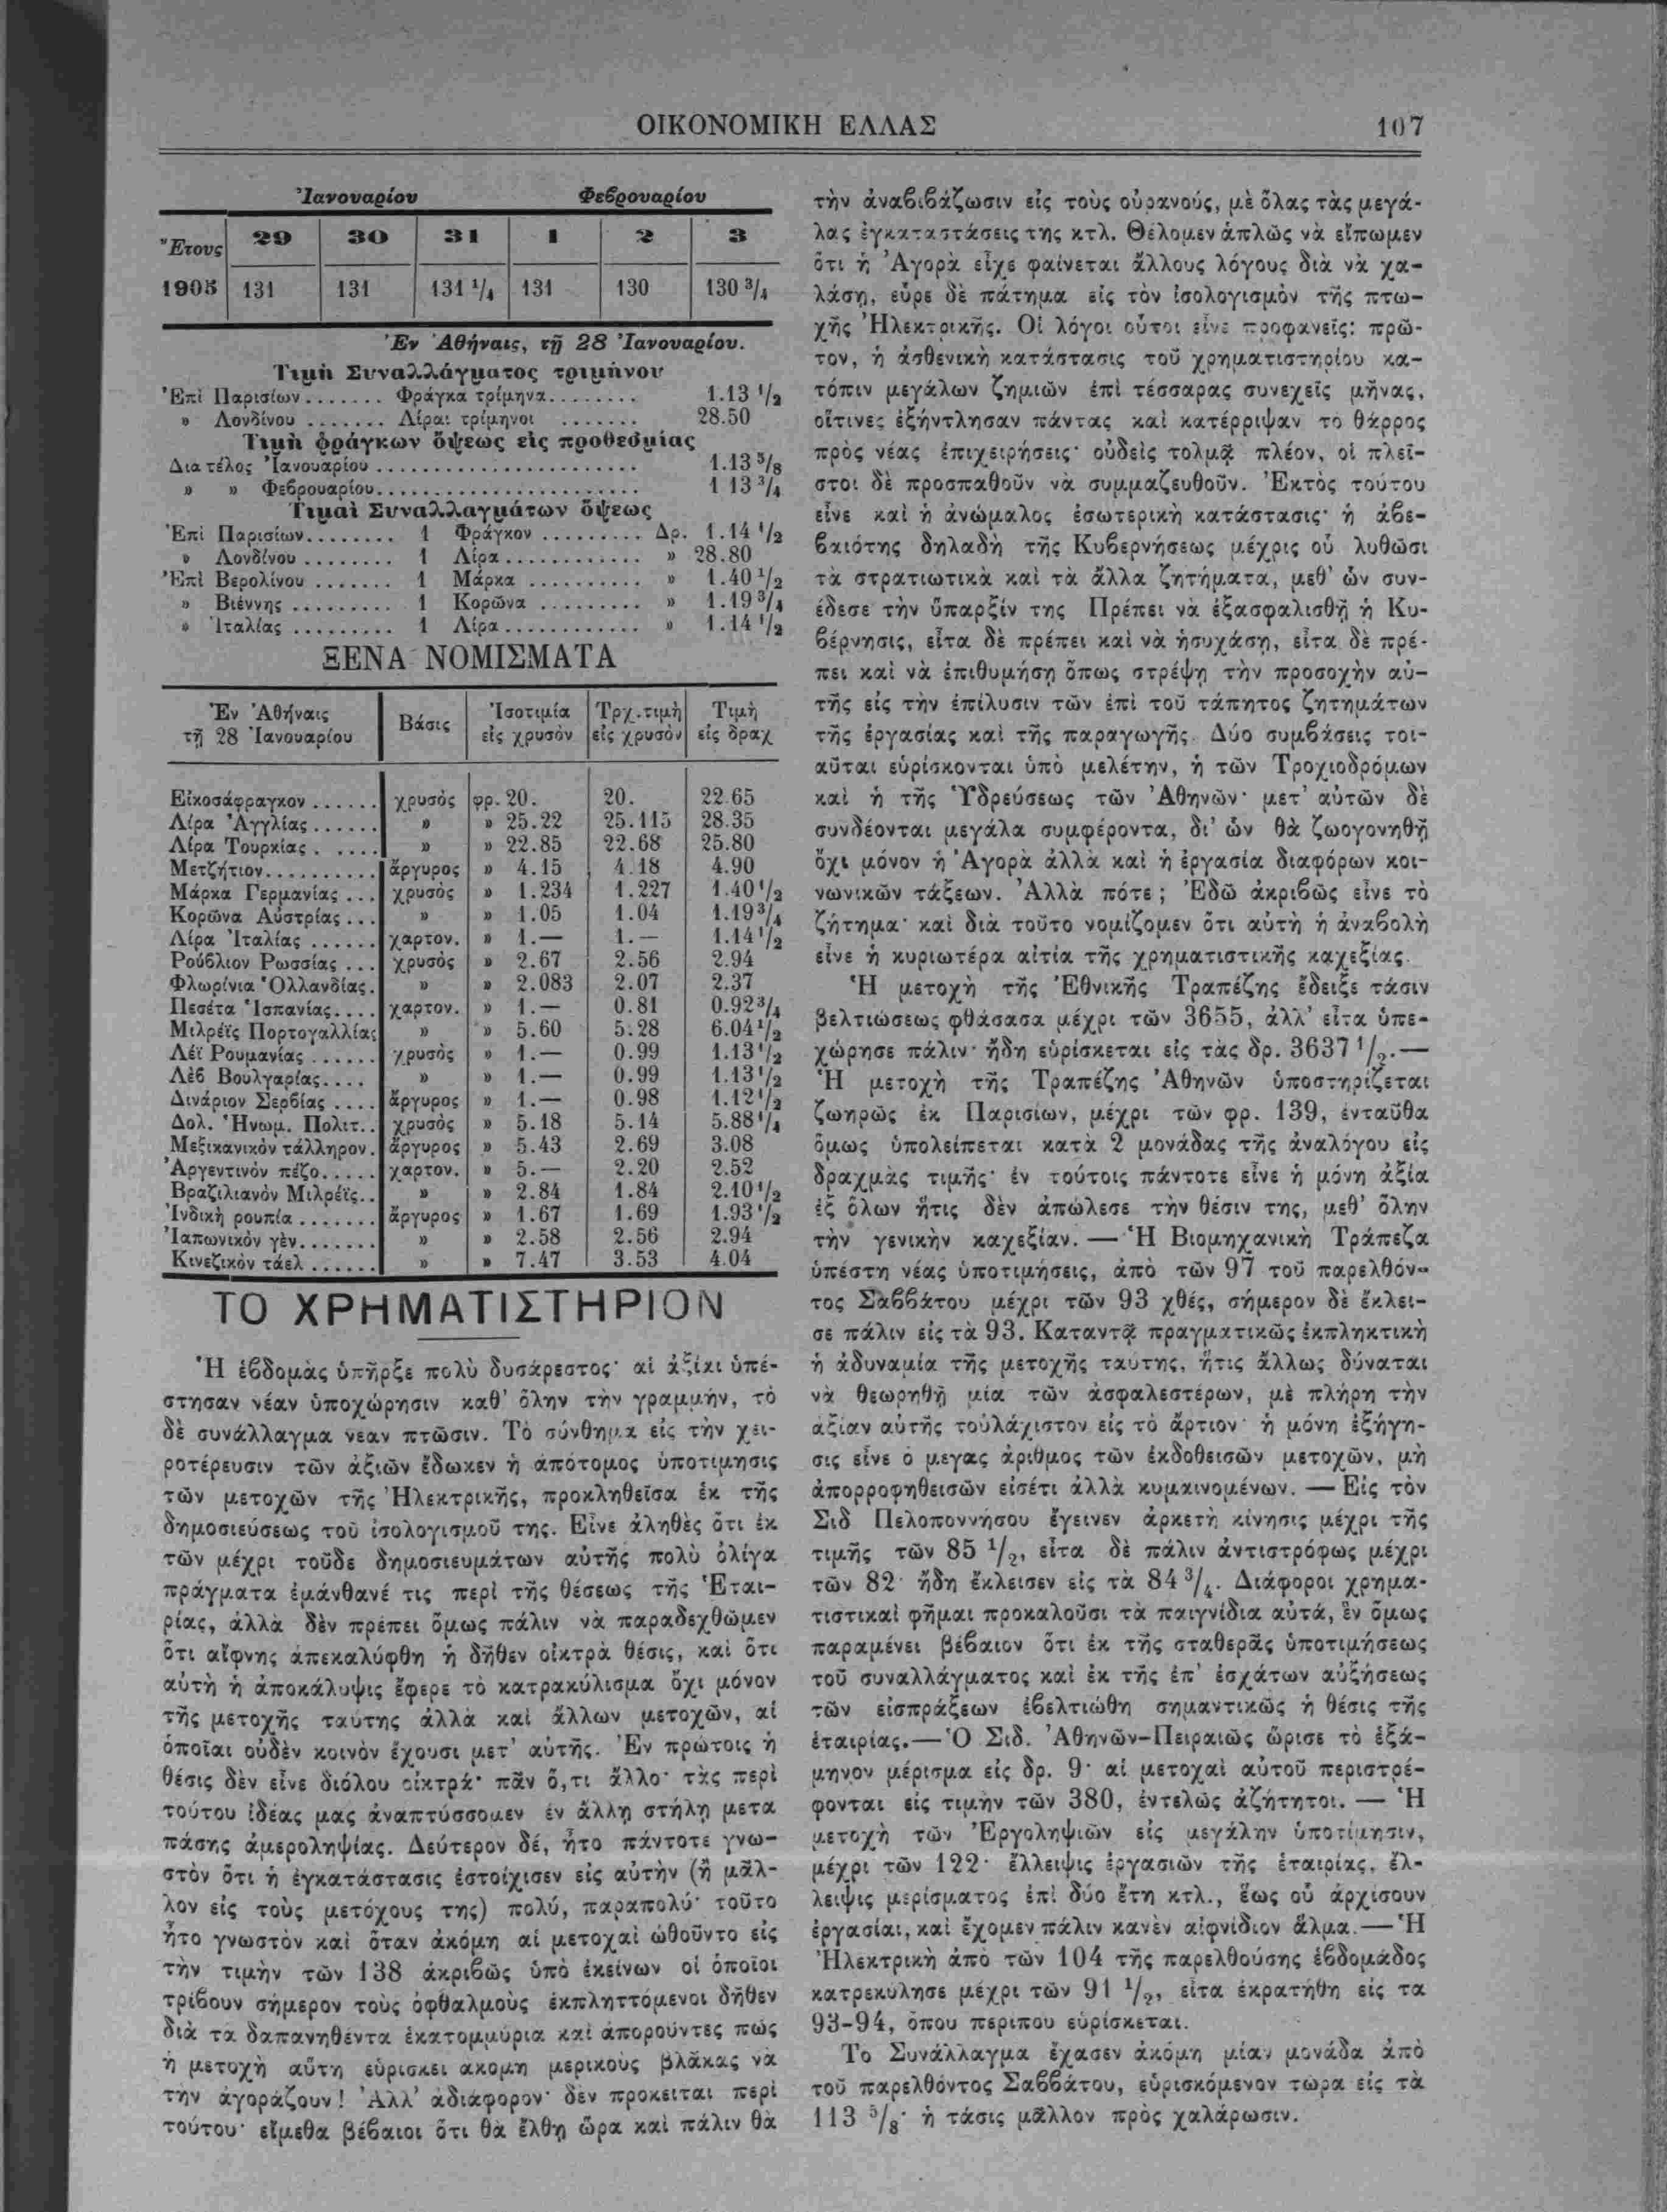 ΟΙΚΟΝΟΜΙΚΗ ΕΛΛΑΣ 107
Ἰανουαρίου Φεβρουαρίου
Ἔτους 29 30 31 1 2 3
1905 131 131 131 1/4 131 130 130 3/4
Ἐν Ἀθήναις, τῇ 28 Ἰανουαρίου.
Τιμὴ Συναλλάγματος τριμήνου
Ἐπὶ Παρισίων ....... Φράγκα τρίμηνα........ 1.13 1/2
» Λονδίνου ....... Λίραι τρίμηνοι ....... 28.50
Τιμὴ φράγκων ὄψεως εἰς προθεσμίας
Δια τέλος Ἰανουαρίου ........................ 1.13 5/8
» » Φεβρουαρίου........................ 1 13 3/4
Τιμαὶ Συναλλαγμάτων ὄψεως
Ἐπὶ Παρισίων........ 1 Φράγκον ......... Δρ. 1.14 1/2
» Λονδίνου ........ 1 Λίρα............ » 28.80
Ἐπὶ Βερολίνου ....... 1 Μάρκα .......... » 1.40 1/2
» Βιέννης ......... 1 Κορῶνα ......... » 1.19 3/4
» Ἰταλίας ......... 1 Λίρα............ » 1.14 1/2
ΞΕΝΑ ΝΟΜΙΣΜΑΤΑ
Ἐν Ἀθήναις τῇ 28 Ἰανουαρίου Βάσις Ἰσοτιμία εἰς χρυσὸν Τρχ.τιμὴ εἰς χρυσὸν Τιμὴ εἰς δραχ
Εἰκοσάφραγκον ...... χρυσὸς φρ. 20. 20. 22.65
Λίρα Ἀγγλίας...... » » 25.22 25.115 28.35
Λίρα Τουρκίας ..... » » 22.85 22.68 25.80
Μετζήτιον.......... ἄργυρος » 4.15 4.18 4.90
Μάρκα Γερμανίας ... χρυσὸς » 1.234 1.227 1.40 1/2
Κορῶνα Αὐστρίας... » » 1.05 1.04 1.19 3/4
Λίρα Ἰταλίας ...... χαρτον. » 1.— 1.— 1.14 1/2
Ρούβλιον Ρωσσίας ... χρυσὸς » 2.67 2.56 2.94
Φλωρίνια Ὁλλανδίας. » » 2.083 2.07 2.37
Πεσέτα Ἱσπανίας.... χαρτον. » 1.— 0.81 0.92 3/4
Μιλρέϊς Πορτογαλλίας » » 5.60 5.28 6.04 1/2
Λέϊ Ρουμανίας ...... χρυσὸς » 1.— 0.99 1.13 1/2
Λὲβ Βουλγαρίας.... » » 1.— 0.99 1.13 1/2
Δινάριον Σερβίας .... ἄργυρος » 1.— 0.98 1.12 1/2
Δολ. Ἡνωμ. Πολιτ.. χρυσὸς » 5.18 5.14 5.88 1/4
Μεξικανικὸν τάλληρον. ἄργυρος » 5.43 2.69 3.08
Ἀργεντινὸν πέζο..... χαρτον. » 5.— 2.20 2.52
Βραζιλιανὸν Μιλρέϊς.. » » 2.84 1.84 2.10 1/2
Ἰνδικὴ ρουπία ....... ἄργυρος » 1.67 1.69 1.93 1/2
Ἰαπωνικὸν γὲν....... » » 2.58 2.56 2.94
Κινεζικὸν τάελ ...... » » 7.47 3.53 4.04
ΤΟ ΧΡΗΜΑΤΙΣΤΗΡΙΟΝ
Ἡ ἑβδομὰς ὑπῆρξε πολὺ δυσάρεστος· αἱ ἀξίαι ὑπέ-
στησαν νέαν ὑποχώρησιν καθ' ὅλην τὴν γραμμήν, τὸ
δὲ συνάλλαγμα νεαν πτῶσιν. Τὸ σύνθημα εἰς τὴν χει-
ροτέρευσιν τῶν ἀξιῶν ἔδωκεν ἡ ἀπότομος ὑποτίμησις
τῶν μετοχῶν τῆς Ἠλεκτρικῆς, προκληθεῖσα ἐκ τῆς
δημοσιεύσεως τοῦ ἰσολογισμοῦ της. Εἶνε ἀληθὲς ὅτι ἐκ
τῶν μέχρι τοῦδε δημοσιευμάτων αὐτῆς πολὺ ὀλίγα
πράγματα ἐμάνθανέ τις περὶ τῆς θέσεως τῆς Ἑται-
ρίας, ἀλλὰ δὲν πρέπει ὅμως πάλιν νὰ παραδεχθῶμεν
ὅτι αἴφνης ἀπεκαλύφθη ἡ δῆθεν οἰκτρὰ θέσις, καὶ ὅτι
αὐτὴ ἡ ἀποκάλυψις ἔφερε τὸ κατρακύλισμα ὄχι μόνον
τῆς μετοχῆς ταύτης ἀλλὰ καὶ ἄλλων μετοχῶν, αἱ
ὁποῖαι οὐδὲν κοινὸν ἔχουσι μετ' αὐτῆς. Ἐν πρώτοις ἡ
θέσις δὲν εἶνε διόλου οἰκτρά· πᾶν ὅ,τι ἄλλο· τὰς περὶ
τούτου ἰδέας μας ἀναπτύσσομεν ἐν ἄλλῃ στήλῃ μετα
πάσης ἀμεροληψίας. Δεύτερον δέ, ἦτο πάντοτε γνω-
στὸν ὅτι ἡ ἐγκατάστασις ἐστοίχισεν εἰς αὐτὴν (ἢ μᾶλ-
λον εἰς τοὺς μετόχους της) πολύ, παραπολύ· τοῦτο
ἦτο γνωστὸν καὶ ὅταν ἀκόμη αἱ μετοχαὶ ὠθοῦντο εἰς
τὴν τιμὴν τῶν 138 ἀκριβῶς ὑπὸ ἐκείνων οἱ ὁποῖοι
τρίβουν σήμερον τοὺς ὀφθαλμοὺς ἐκπληττόμενοι δῆθεν
διὰ τα δαπανηθέντα ἑκατομμύρια καὶ ἀποροῦντες πῶς
ἡ μετοχὴ αὕτη εὑρισκει ακομη μερικοὺς βλᾶκας νὰ
τὴν ἀγοράζουν! Ἀλλ' ἀδιάφορον· δὲν προκειται περὶ
τούτου· εἴμεθα βέβαιοι ὅτι θὰ ἔλθῃ ὥρα καὶ πάλιν θὰ
τὴν ἀναβιβάζωσιν εἰς τοὺς οὐρανούς, μὲ ὅλας τὰς μεγά-
λας ἐγκαταστάσεις της κτλ. Θέλομεν ἁπλῶς νὰ εἴπωμεν
ὅτι ἡ Ἀγορὰ εἶχε φαίνεται ἄλλους λόγους διὰ νὰ χα-
λάσῃ, εὗρε δὲ πάτημα εἰς τὸν ἰσολογισμὸν τῆς πτω-
χῆς Ἠλεκτρικῆς. Οἱ λόγοι οὗτοι εἶνε προφανεῖς: πρῶ-
τον, ἡ ἀσθενικὴ κατάστασις τοῦ χρηματιστηρίου κα-
τόπιν μεγάλων ζημιῶν ἐπὶ τέσσαρας συνεχεῖς μῆνας,
οἵτινες ἐξήντλησαν πάντας καὶ κατέρριψαν τὸ θάρρος
πρὸς νέας ἐπιχειρήσεις· οὐδεὶς τολμᾷ πλέον, οἱ πλεῖ-
στοι δὲ προσπαθοῦν νὰ συμμαζευθοῦν. Ἐκτὸς τούτου
εἶνε καὶ ἡ ἀνώμαλος ἐσωτερικὴ κατάστασις· ἡ ἀβε-
βαιότης δηλαδὴ τῆς Κυβερνήσεως μέχρις οὗ λυθῶσι
τὰ στρατιωτικὰ καὶ τὰ ἄλλα ζητήματα, μεθ' ὧν συν-
έδεσε τὴν ὕπαρξίν της Πρέπει νὰ ἐξασφαλισθῇ ἡ Κυ-
βέρνησις, εἶτα δὲ πρέπει καὶ νὰ ἡσυχάσῃ, εἶτα δὲ πρέ-
πει καὶ νὰ ἐπιθυμήσῃ ὅπως στρέψῃ τὴν προσοχὴν αὐ-
τῆς εἰς τὴν ἐπίλυσιν τῶν ἐπὶ τοῦ τάπητος ζητημάτων
τῆς ἐργασίας καὶ τῆς παραγωγῆς. Δύο συμβάσεις τοι-
αῦται εὑρίσκονται ὑπὸ μελέτην, ἡ τῶν Τροχιοδρόμων
καὶ ἡ τῆς Ὑδρεύσεως τῶν Ἀθηνῶν· μετ' αὐτῶν δὲ
συνδέονται μεγάλα συμφέροντα, δι' ὧν θὰ ζωογονηθῇ
ὄχι μόνον ἡ Ἀγορὰ ἀλλὰ καὶ ἡ ἐργασία διαφόρων κοι-
νωνικῶν τάξεων. Ἀλλὰ πότε; Ἐδῶ ἀκριβῶς εἶνε τὸ
ζήτημα· καὶ διὰ τοῦτο νομίζομεν ὅτι αὐτὴ ἡ ἀναβολὴ
εἶνε ἡ κυριωτέρα αἰτία τῆς χρηματιστικῆς καχεξίας.
Ἡ μετοχὴ τῆς Ἐθνικῆς Τραπέζης ἔδειξε τάσιν
βελτιώσεως φθάσασα μέχρι τῶν 3655, ἀλλ' εἶτα ὑπε-
χώρησε πάλιν· ἤδη εὑρίσκεται εἰς τὰς δρ. 3637 1/2.—
Ἡ μετοχὴ τῆς Τραπέζης Ἀθηνῶν ὑποστηρίζεται
ζωηρῶς ἐκ Παρισίων, μέχρι τῶν φρ. 139, ἐνταῦθα
ὅμως ὑπολείπεται κατὰ 2 μονάδας τῆς ἀναλόγου εἰς
δραχμὰς τιμῆς· ἐν τούτοις πάντοτε εἶνε ἡ μόνη ἀξία
ἐξ ὅλων ἥτις δὲν ἀπώλεσε τὴν θέσιν της, μεθ' ὅλην
τὴν γενικὴν καχεξίαν. — Ἡ Βιομηχανικὴ Τράπεζα
ὑπέστη νέας ὑποτιμήσεις, ἀπὸ τῶν 97 τοῦ παρελθόν-
τος Σαββάτου μέχρι τῶν 93 χθές, σήμερον δὲ ἔκλει-
σε πάλιν εἰς τὰ 93. Καταντᾷ πραγματικῶς ἐκπληκτικὴ
ἡ ἀδυναμία τῆς μετοχῆς ταύτης, ἥτις ἄλλως δύναται
νὰ θεωρηθῇ μία τῶν ἀσφαλεστέρων, μὲ πλήρη τὴν
ἀξίαν αὐτῆς τοὐλάχιστον εἰς τὸ ἄρτιον· ἡ μόνη ἐξήγη-
σις εἶνε ὁ μεγας ἀριθμος τῶν ἐκδοθεισῶν μετοχῶν, μὴ
ἀπορροφηθεισῶν εἰσέτι ἀλλὰ κυμαινομένων. — Εἰς τὸν
Σιδ Πελοποννήσου ἔγεινεν ἀρκετὴ κίνησις μέχρι τῆς
τιμῆς τῶν 85 1/2, εἶτα δὲ πάλιν ἀντιστρόφως μέχρι
τῶν 82· ἤδη ἔκλεισεν εἰς τὰ 84 3/4. Διάφοροι χρημα-
τιστικαὶ φῆμαι προκαλοῦσι τὰ παιγνίδια αὐτά, ἓν ὅμως
παραμένει βέβαιον ὅτι ἐκ τῆς σταθερᾶς ὑποτιμήσεως
τοῦ συναλλάγματος καὶ ἐκ τῆς ἐπ' ἐσχάτων αὐξήσεως
τῶν εἰσπράξεων ἐβελτιώθη σημαντικῶς ἡ θέσις τῆς
ἑταιρίας.— Ὁ Σιδ. Ἀθηνῶν-Πειραιῶς ὥρισε τὸ ἑξά-
μηνον μέρισμα εἰς δρ. 9· αἱ μετοχαὶ αὐτοῦ περιστρέ-
φονται εἰς τιμὴν τῶν 380, ἐντελῶς ἀζήτητοι. — Ἡ
μετοχὴ τῶν Ἐργοληψιῶν εἰς μεγάλην ὑποτίμησιν,
μέχρι τῶν 122· ἔλλειψις ἐργασιῶν τῆς ἑταιρίας, ἔλ-
λειψις μερίσματος ἐπὶ δύο ἔτη κτλ., ἕως οὗ ἀρχίσουν
ἐργασίαι, καὶ ἔχομεν πάλιν κανὲν αἰφνίδιον ἅλμα.— Ἡ
Ἠλεκτρικὴ ἀπὸ τῶν 104 τῆς παρελθούσης ἑβδομάδος
κατρεκύλησε μέχρι τῶν 91 1/2, εἶτα ἐκρατήθη εἰς τα
93-94, ὅπου περιπου εὑρίσκεται.
Το Συνάλλαγμα ἔχασεν ἀκόμη μίαν μονάδα ἀπὸ
τοῦ παρελθόντος Σαββάτου, εὑρισκόμενον τώρα εἰς τὰ
113 5/8· ἡ τάσις μᾶλλον πρὸς χαλάρωσιν.